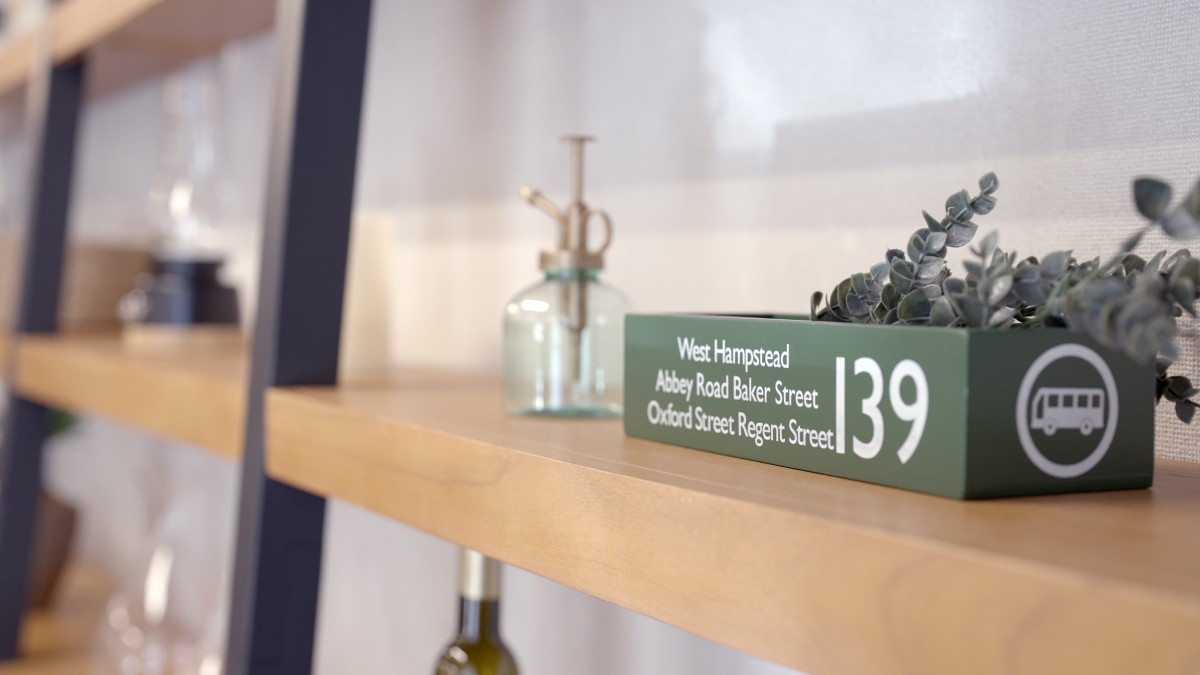 West Hampstead
Abbey Road Baker Street
Oxford Street Regent Street
139